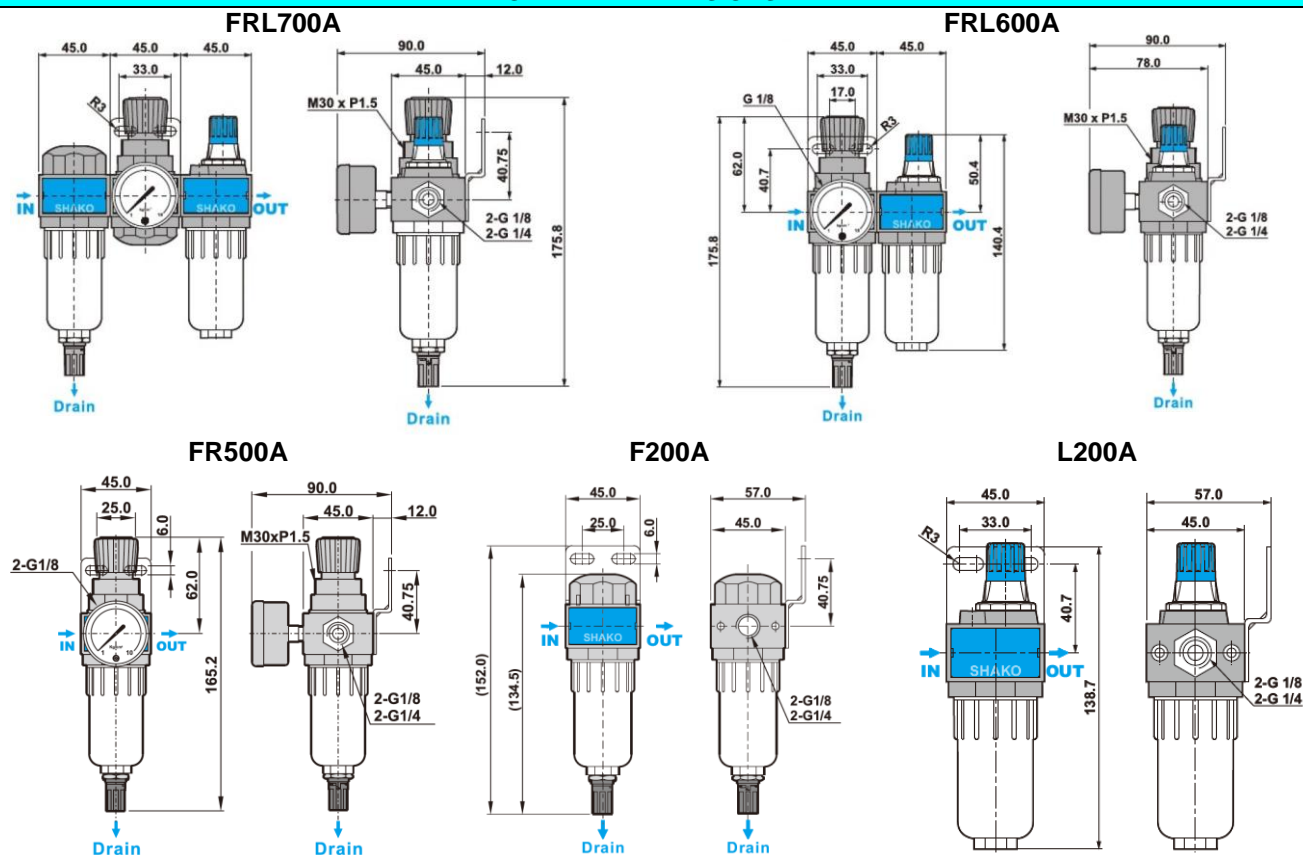 FRL700A
45.0 45.0 45.0
33.0
R3
IN
SHAKO
SHAKO
OUT
Drain
90.0
45.0
12.0
M30 x P1.5
40.75
175.8
2-G 1/8
2-G 1/4
Drain
FRL600A
45.0 45.0
33.0
17.0
G 1/8
R3
62.0
40.7
175.8
50.4
140.4
IN
SHAKO
OUT
Drain
90.0
78.0
M30 x P1.5
2-G 1/8
2-G 1/4
Drain
FR500A
45.0
25.0
6.0
2-G1/8
62.0
165.2
IN
1 10
OUT
Drain
90.0
45.0
12.0
M30xP1.5
40.75
2-G1/8
2-G1/4
Drain
F200A
45.0
25.0
6.0
(152.0)
(134.5)
IN
SHAKO
OUT
Drain
57.0
45.0
40.75
2-G1/8
2-G1/4
Drain
L200A
45.0
33.0
R3
40.7
138.7
IN
SHAKO
OUT
57.0
45.0
2-G 1/8
2-G 1/4